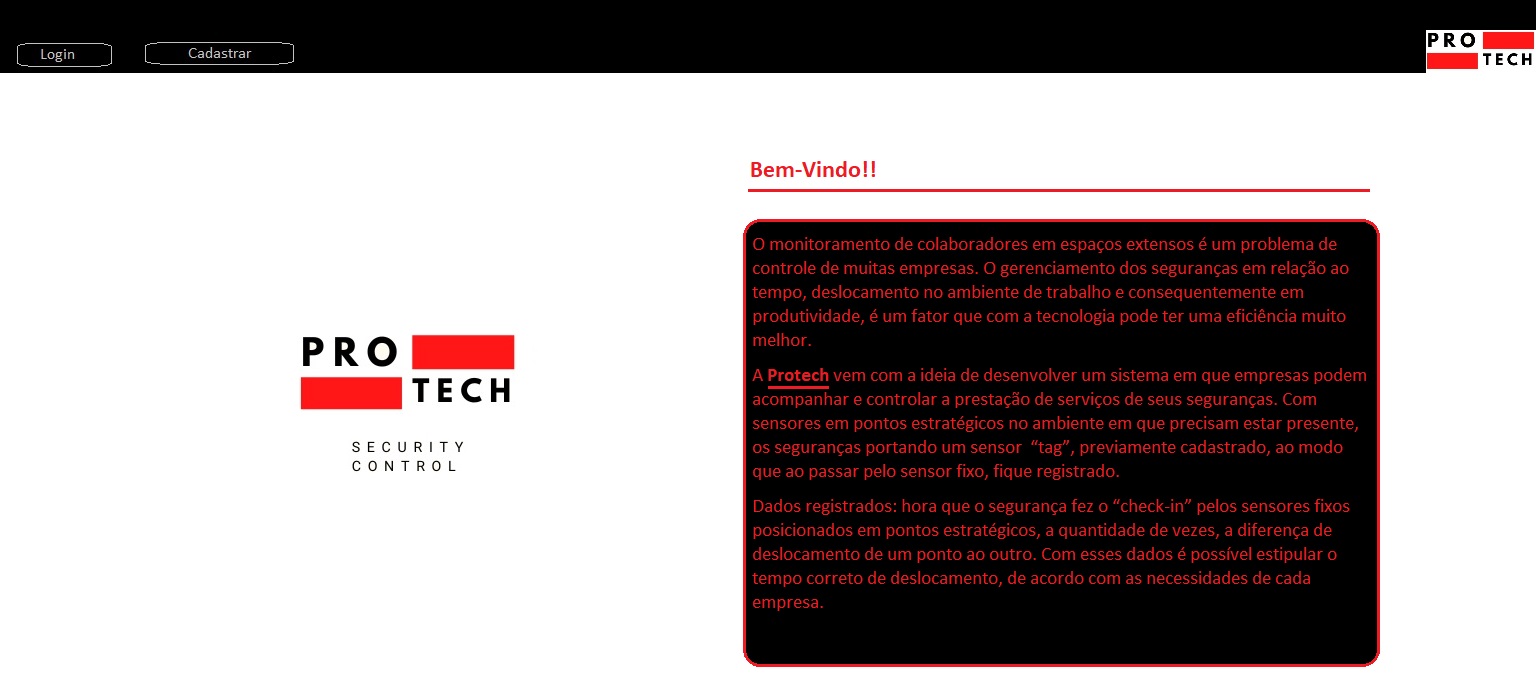 Login
Cadastrar
PRO
TECH
Bem-Vindo!!
O monitoramento de colaboradores em espaços extensos é um problema de
controle de muitas empresas. O gerenciamento dos seguranças em relação ao
tempo, deslocamento no ambiente de trabalho e consequentemente em
produtividade, é um fator que com a tecnologia pode ter uma eficiência muito
melhor.
A Protech vem com a ideia de desenvolver um sistema em que empresas podem
acompanhar e controlar a prestação de serviços de seus seguranças. Com
sensores em pontos estratégicos no ambiente em que precisam estar presente,
os seguranças portando um sensor “tag”, previamente cadastrado, ao modo
que ao passar pelo sensor fixo, fique registrado.
Dados registrados: hora que o segurança fez o “check-in” pelos sensores fixos
posicionados em pontos estratégicos, a quantidade de vezes, a diferença de
deslocamento de um ponto ao outro. Com esses dados é possível estipular o
tempo correto de deslocamento, de acordo com as necessidades de cada
empresa.
PRO
TECH
SECURITY
CONTROL